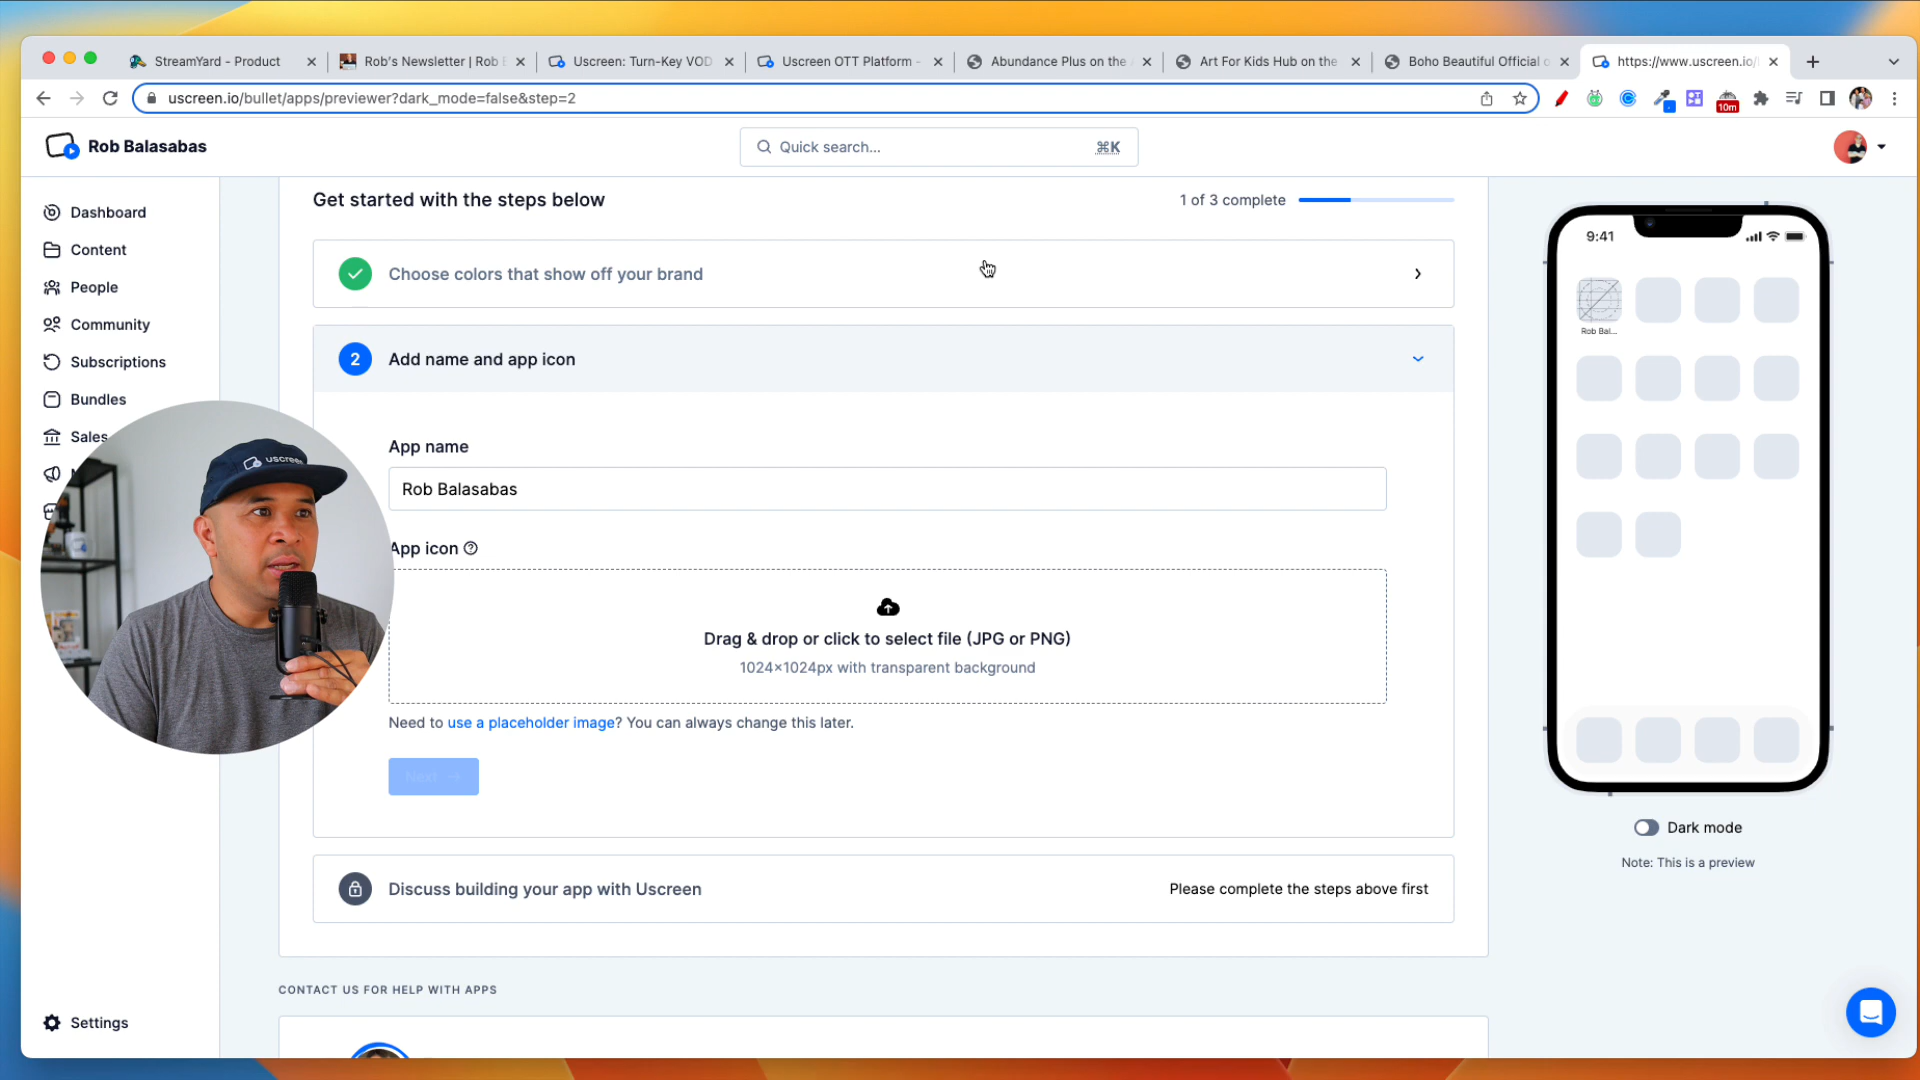 StreamYard - Product
Rob's Newsletter | Rob B
Uscreen: Turn-Key VOD
Uscreen OTT Platform -
Abundance Plus on the
Art For Kids Hub on the
Boho Beautiful Official o
https://www.uscreen.io/
uscreen.io/bullet/apps/previewer?dark_mode=false&step=2
10m
Rob Balasabas
Quick search...
⌘K
Dashboard
Content
People
Community
Subscriptions
Bundles
Sales
Settings
uscreen
Get started with the steps below
1 of 3 complete
Choose colors that show off your brand
2
Add name and app icon
App name
Rob Balasabas
App icon
Drag & drop or click to select file (JPG or PNG)
1024×1024px with transparent background
Need to use a placeholder image? You can always change this later.
Next
Discuss building your app with Uscreen
Please complete the steps above first
CONTACT US FOR HELP WITH APPS
9:41
Rob Bal...
Dark mode
Note: This is a preview